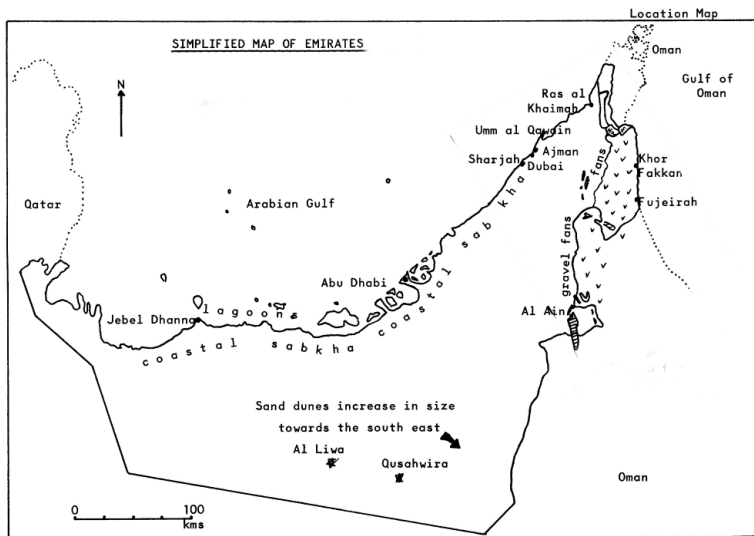 Location Map
SIMPLIFIED MAP OF EMIRATES
Oman
Gulf of
Oman
N
Ras al
Khaimah
Umm al Qawain
Ajman
Sharjah
Dubai
Khor
Fakkan
fans
Qatar
Arabian Gulf
Fujeirah
coastal sabkha
gravel fans
Abu Dhabi
lagoons
Al Ain
Jebel Dhanna
coastal sabkha
Sand dunes increase in size
towards the south east
Al Liwa
Qusahwira
Oman
0 100
kms